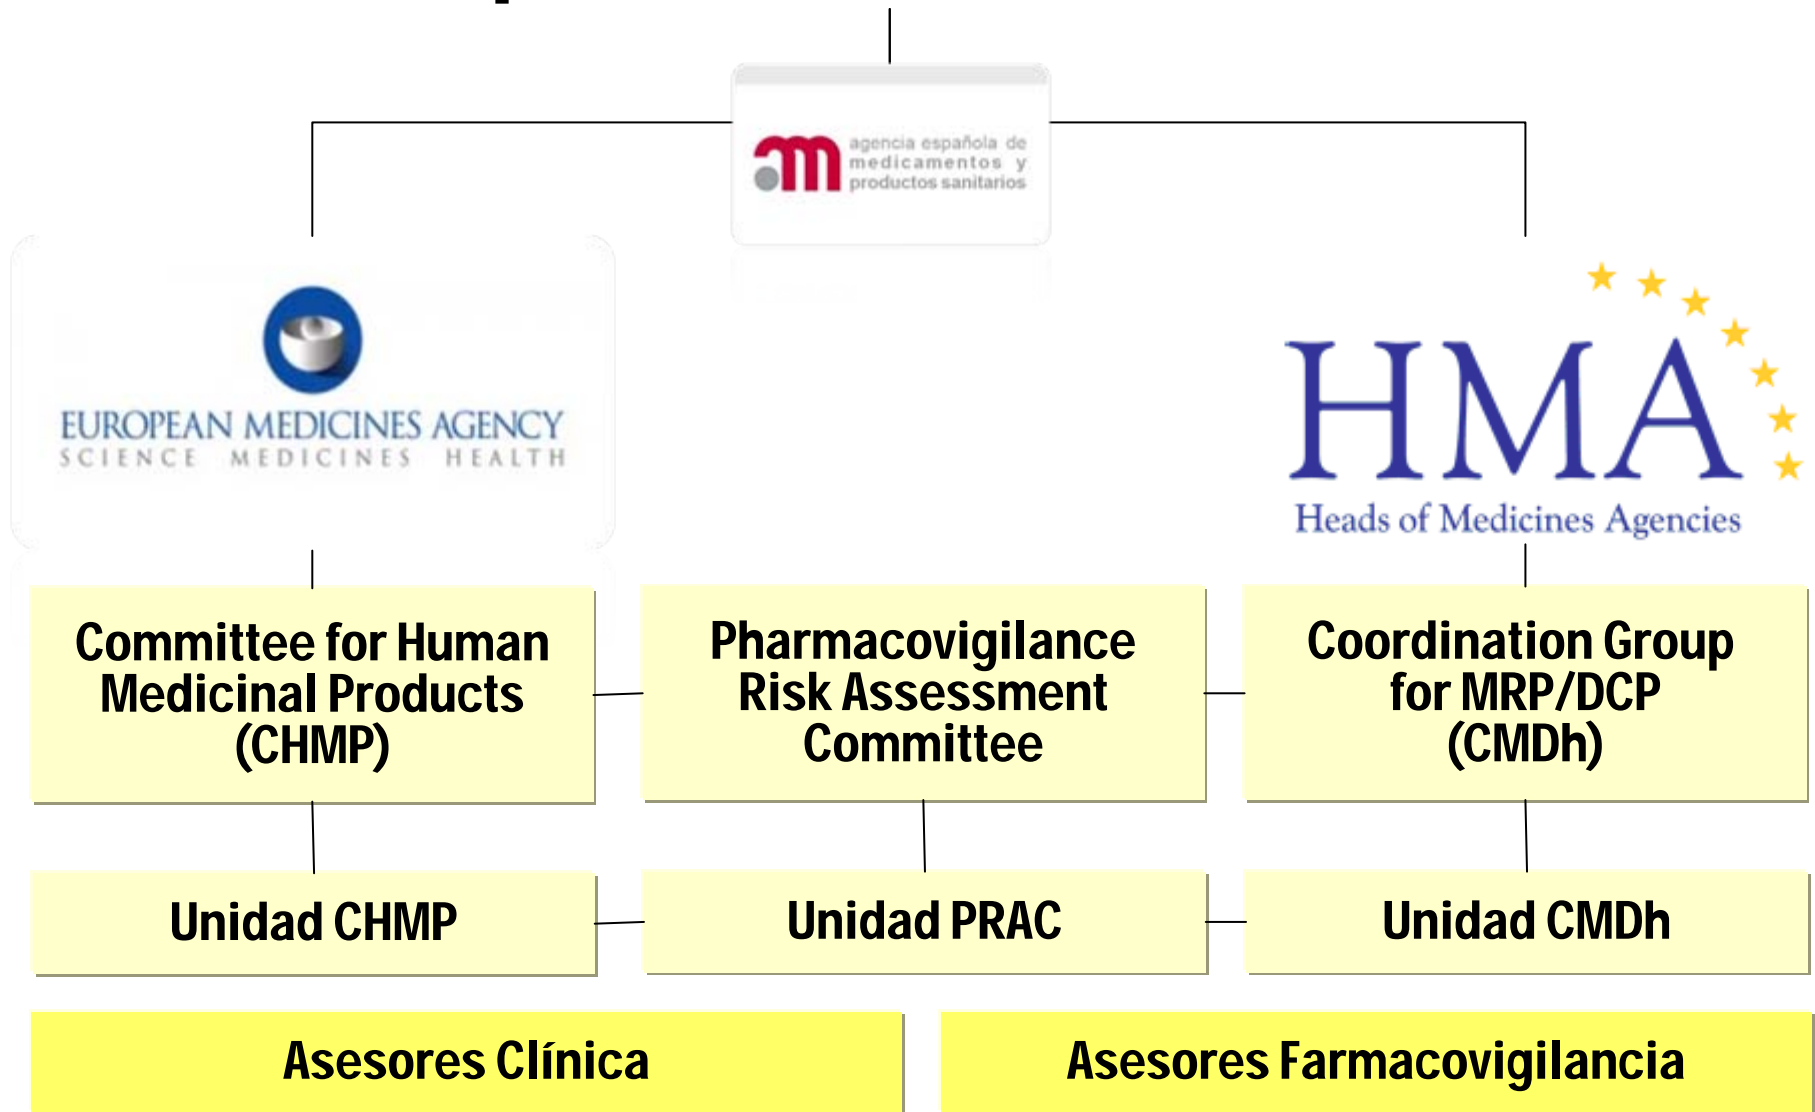 agencia española de
medicamentos y
productos sanitarios
EUROPEAN MEDICINES AGENCY
SCIENCE MEDICINES HEALTH
HMA
Heads of Medicines Agencies
Committee for Human
Medicinal Products
(CHMP)
Pharmacovigilance
Risk Assessment
Committee
Coordination Group
for MRP/DCP
(CMDh)
Unidad CHMP
Unidad PRAC
Unidad CMDh
Asesores Clínica
Asesores Farmacovigilancia